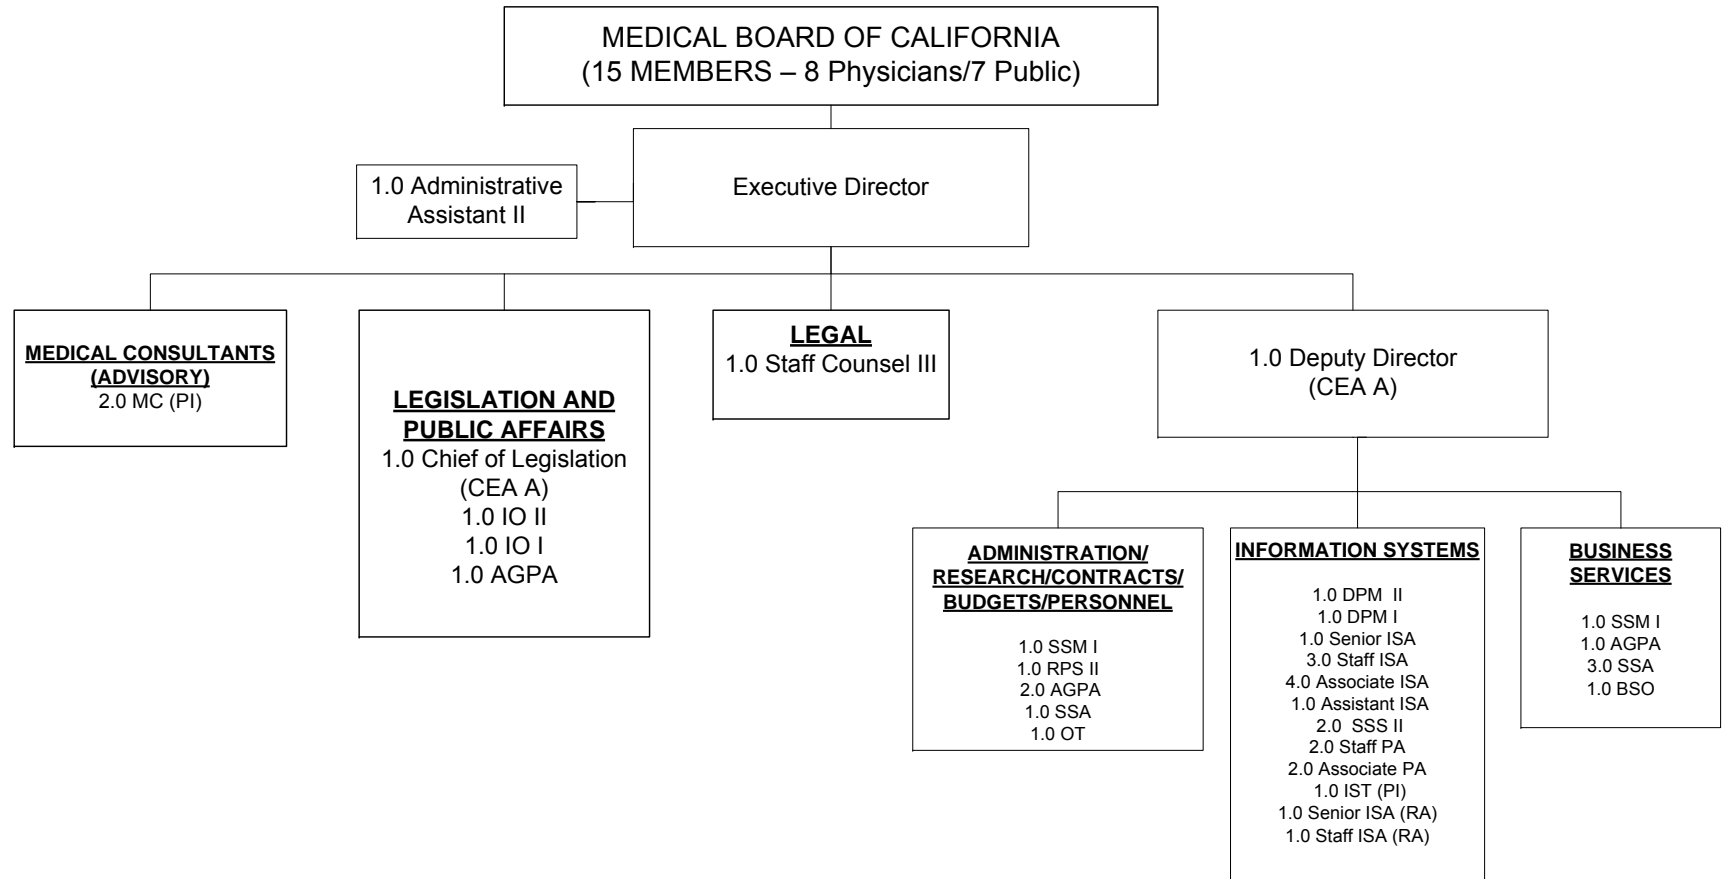 MEDICAL BOARD OF CALIFORNIA
(15 MEMBERS – 8 Physicians/7 Public)
1.0 Administrative
Assistant II
Executive Director
MEDICAL CONSULTANTS
(ADVISORY)
2.0 MC (PI)
LEGISLATION AND
PUBLIC AFFAIRS
1.0 Chief of Legislation
(CEA A)
1.0 IO II
1.0 IO I
1.0 AGPA
LEGAL
1.0 Staff Counsel III
1.0 Deputy Director
(CEA A)
ADMINISTRATION/
RESEARCH/CONTRACTS/
BUDGETS/PERSONNEL
1.0 SSM I
1.0 RPS II
2.0 AGPA
1.0 SSA
1.0 OT
INFORMATION SYSTEMS
1.0 DPM II
1.0 DPM I
1.0 Senior ISA
3.0 Staff ISA
4.0 Associate ISA
1.0 Assistant ISA
2.0 SSS II
2.0 Staff PA
2.0 Associate PA
1.0 IST (PI)
1.0 Senior ISA (RA)
1.0 Staff ISA (RA)
BUSINESS
SERVICES
1.0 SSM I
1.0 AGPA
3.0 SSA
1.0 BSO